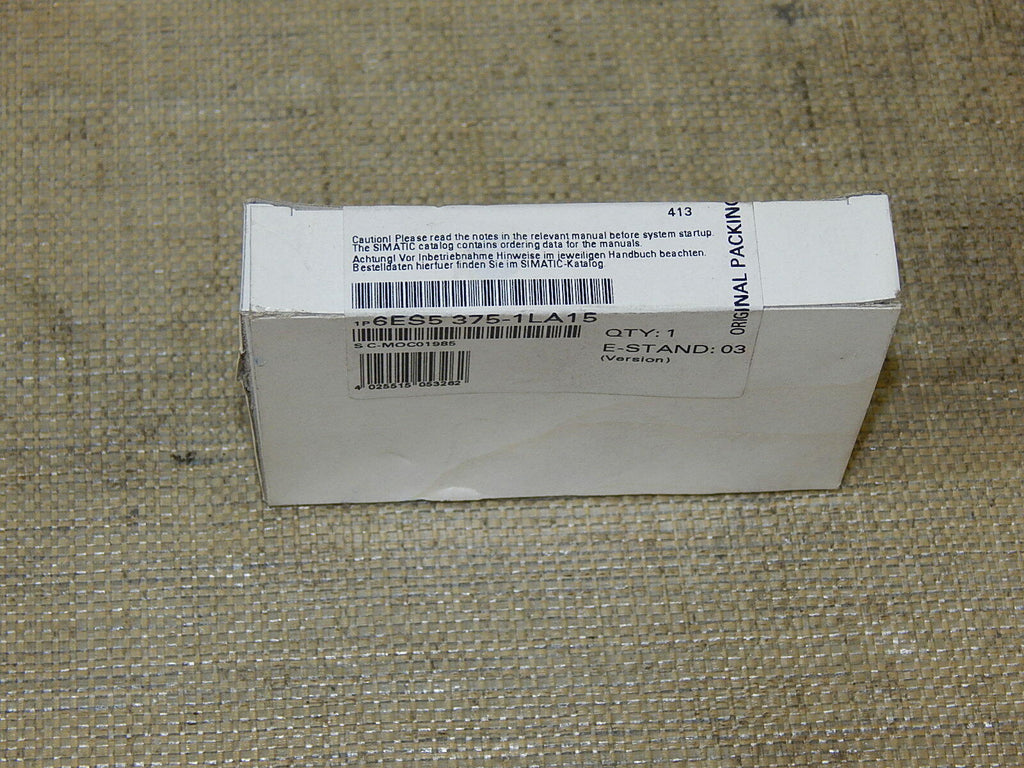 413
Caution! Please read the notes in the relevant manual before system startup.
The SIMATIC catalog contains ordering data for the manuals.
Achtung! Vor Inbetriebnahme Hinweise im jeweiligen Handbuch beachten.
Bestelldaten hierfuer finden Sie im SIMATIC-Katalog.
1P6ES5 375-1LA15
QTY: 1
S C-MOC01985
E-STAND: 03
(Version)
4 025515 053262
ORIGINAL PACKING